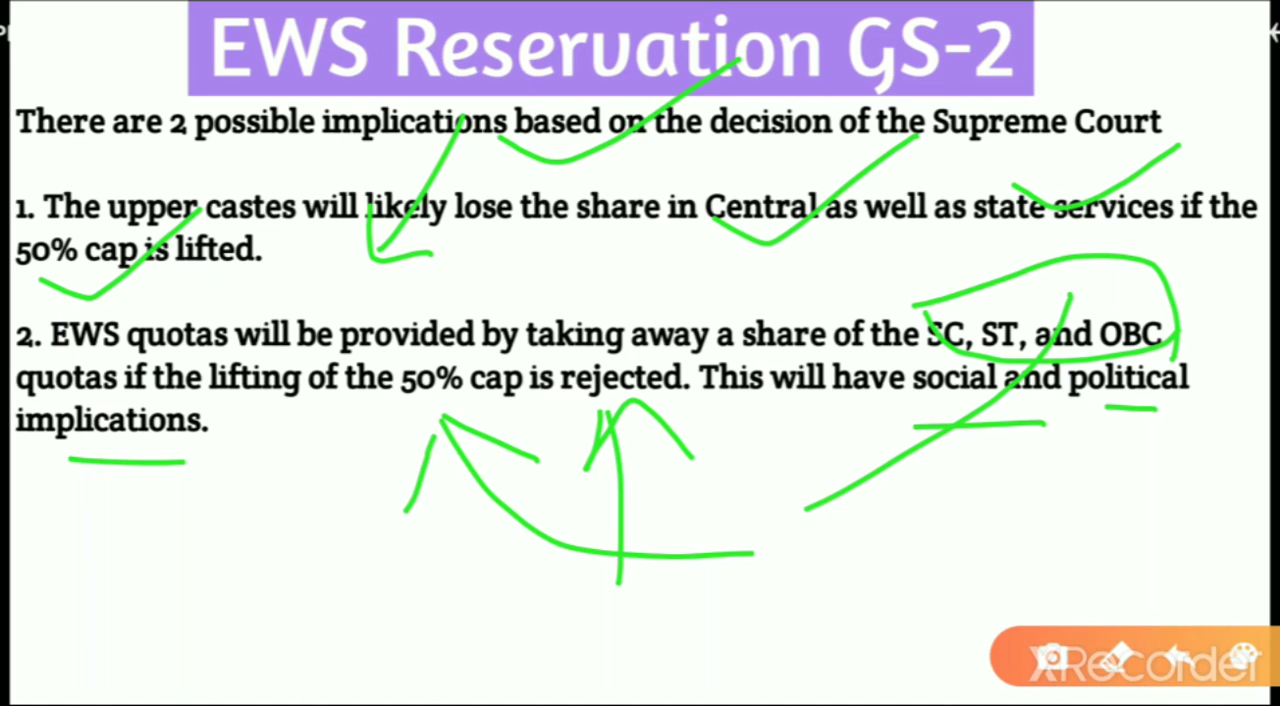 EWS Reservation GS-2
There are 2 possible implications based on the decision of the Supreme Court
1. The upper castes will likely lose the share in Central as well as state services if the
50% cap is lifted.
2. EWS quotas will be provided by taking away a share of the SC, ST, and OBC
quotas if the lifting of the 50% cap is rejected. This will have social and political
implications.
XRecorder